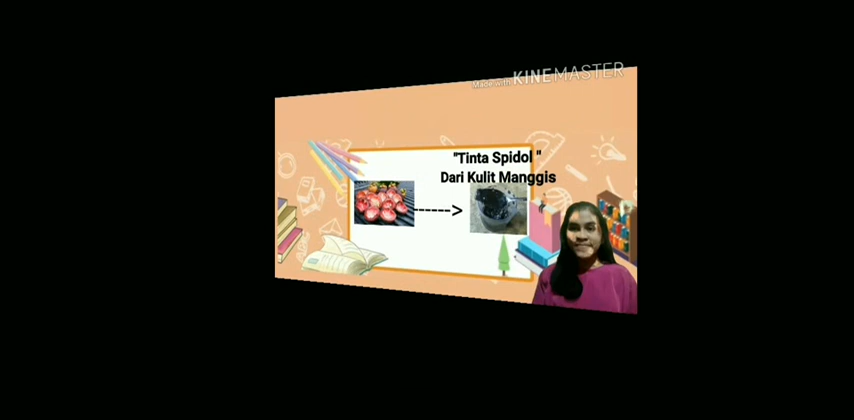 Made with KINEMASTER
"Tinta Spidol "
Dari Kulit Manggis
------>